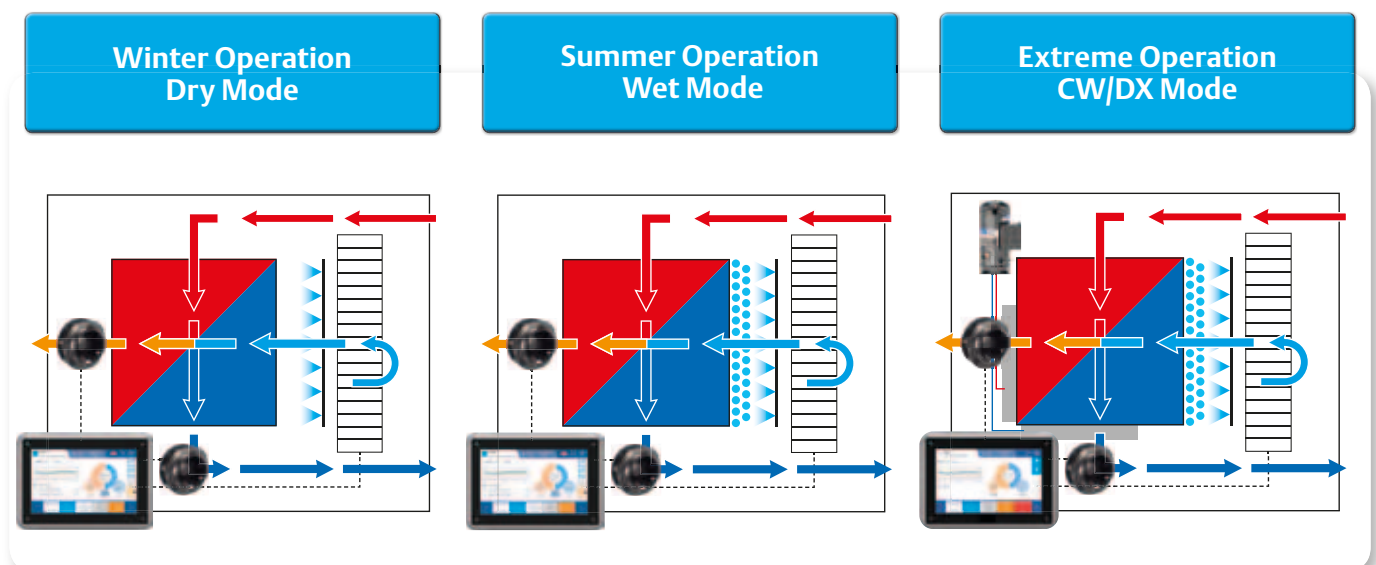 Winter Operation
Dry Mode
Summer Operation
Wet Mode
Extreme Operation
CW/DX Mode